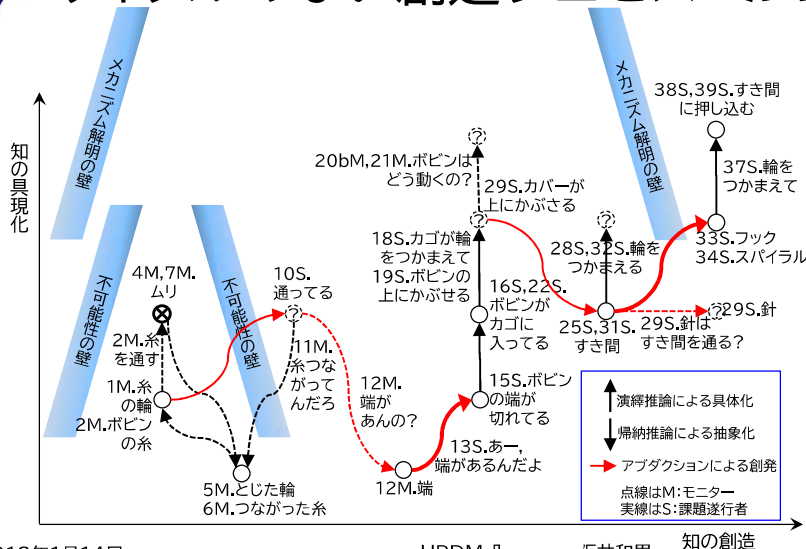 創造
メカニズム解明の壁
メカニズム解明の壁
知の具現化
不可能性の壁
不可能性の壁
4M,7M.
ムリ
2M.糸
を通す
1M.糸
の輪
2M.ボビン
の糸
5M.とじた輪
6M.つながった糸
10S.
通ってる
?
11M.
糸つな
がって
んだろ
12M.
端が
あんの?
12M.端
13S.あー,
端があるんだよ
15S.ボビン
の端が
切れてる
16S,22S.
ボビンが
カゴに
入ってる
18S.カゴが輪
をつかまえて
19S.ボビンの
上にかぶせる
?
20bM,21M.ボビンは
どう動くの?
?
29S.カバーが
上にかぶさる
28S,32S.輪を
つかまえる
?
25S,31S.
すき間
29S.針は
すき間を通る?
?
29S.針
33S.フック
34S.スパイラル
37S.輪を
つかまえて
38S,39S.すき間
に押し込む
演繹推論による具体化
帰納推論による抽象化
アブダクションによる創発
点線はM:モニター
実線はS:課題遂行者
知の創造